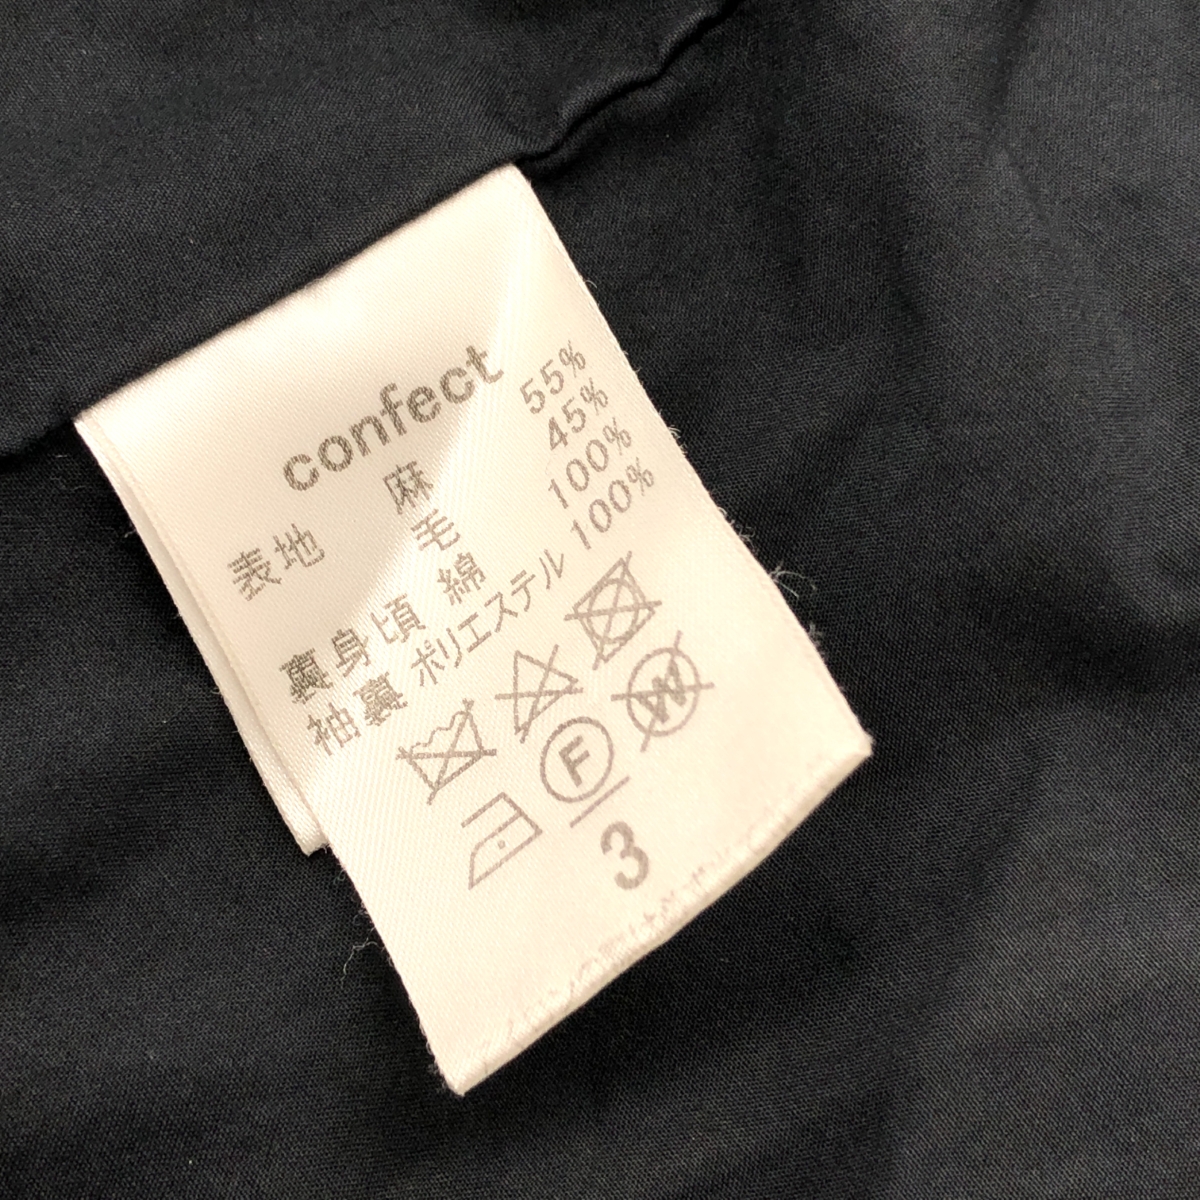 confect
表地 麻 55%
毛 45%
裏身頃 綿 100%
袖裏 ポリエステル 100%
F
W
3